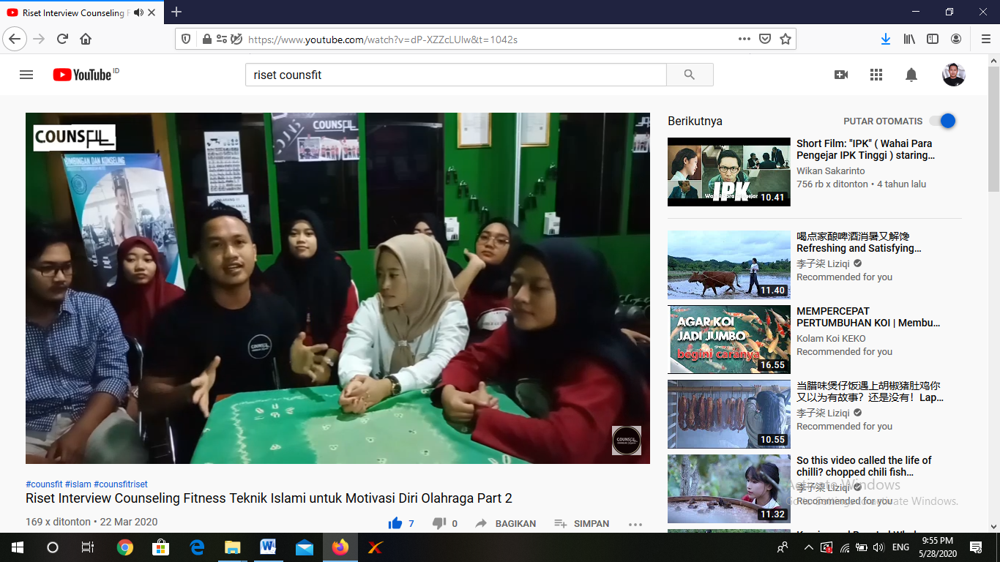 Riset Interview Counseling F
https://www.youtube.com/watch?v=dP-XZZcLUlw&t=1042s
YouTube ID
riset counsfit
COUNSFIL
BIMBINGAN DAN KONSELING
COUNSFIL
COUNSFIL
COUNSFIL
#counsfit #islam #counsfitriset
Riset Interview Counseling Fitness Teknik Islami untuk Motivasi Diri Olahraga Part 2
169 x ditonton • 22 Mar 2020
7
0
BAGIKAN
SIMPAN
Berikutnya
PUTAR OTOMATIS
IPK
10.41
Short Film: "IPK" ( Wahai Para
Pengejar IPK Tinggi ) staring...
Wikan Sakarinto
756 rb x ditonton • 4 tahun lalu
11.40
喝点家酿啤酒消暑又解馋
Refreshing and Satisfying...
李子柒 Liziqi
Recommended for you
AGAR KOI
JADI JUMBO
begini caranya
16.55
MEMPERCEPAT
PERTUMBUHAN KOI | Membu...
Kolam Koi KEKO
Recommended for you
10.55
当腊味煲仔饭遇上胡椒猪肚鸡你
又以为有故事？还是没有！Lap...
李子柒 Liziqi
Recommended for you
11.32
So this video called the life of
chilli? chopped chili fish...
李子柒 Liziqi
Recommended for you
Activate Windows
Go to Settings to activate Windows.
ENG
9:55 PM
5/28/2020